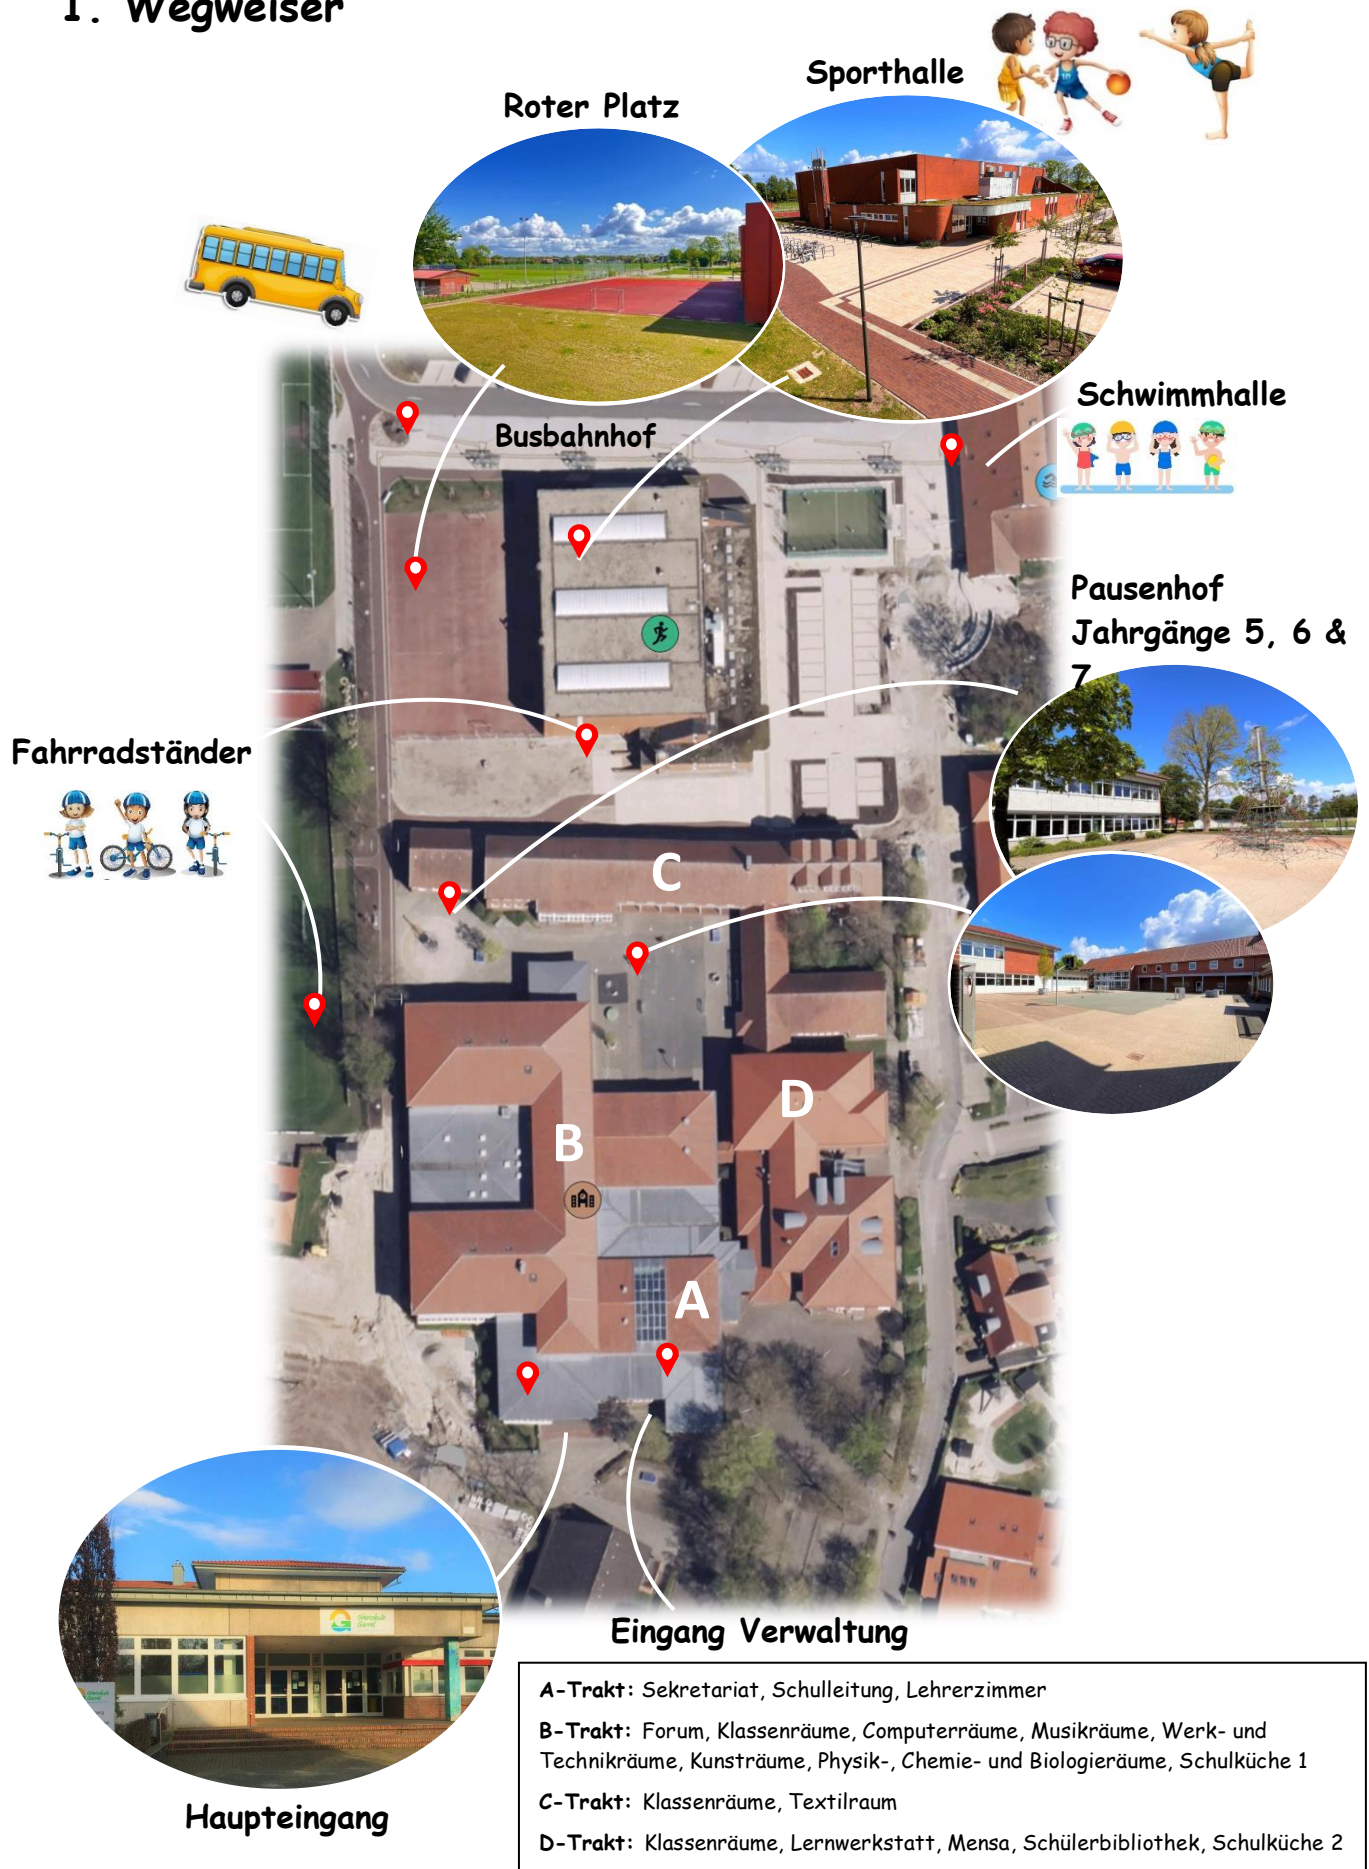 1. Wegweiser
Sporthalle
Roter Platz
Schwimmhalle
Busbahnhof
Pausenhof
Jahrgänge 5, 6 &
7
Fahrradständer
C
D
B
A
Oberschule
Garrel
Eingang Verwaltung
Haupteingang
A-Trakt: Sekretariat, Schulleitung, Lehrerzimmer
B-Trakt: Forum, Klassenräume, Computerräume, Musikräume, Werk- und
Technikräume, Kunsträume, Physik-, Chemie- und Biologieräume, Schulküche 1
C-Trakt: Klassenräume, Textilraum
D-Trakt: Klassenräume, Lernwerkstatt, Mensa, Schülerbibliothek, Schulküche 2